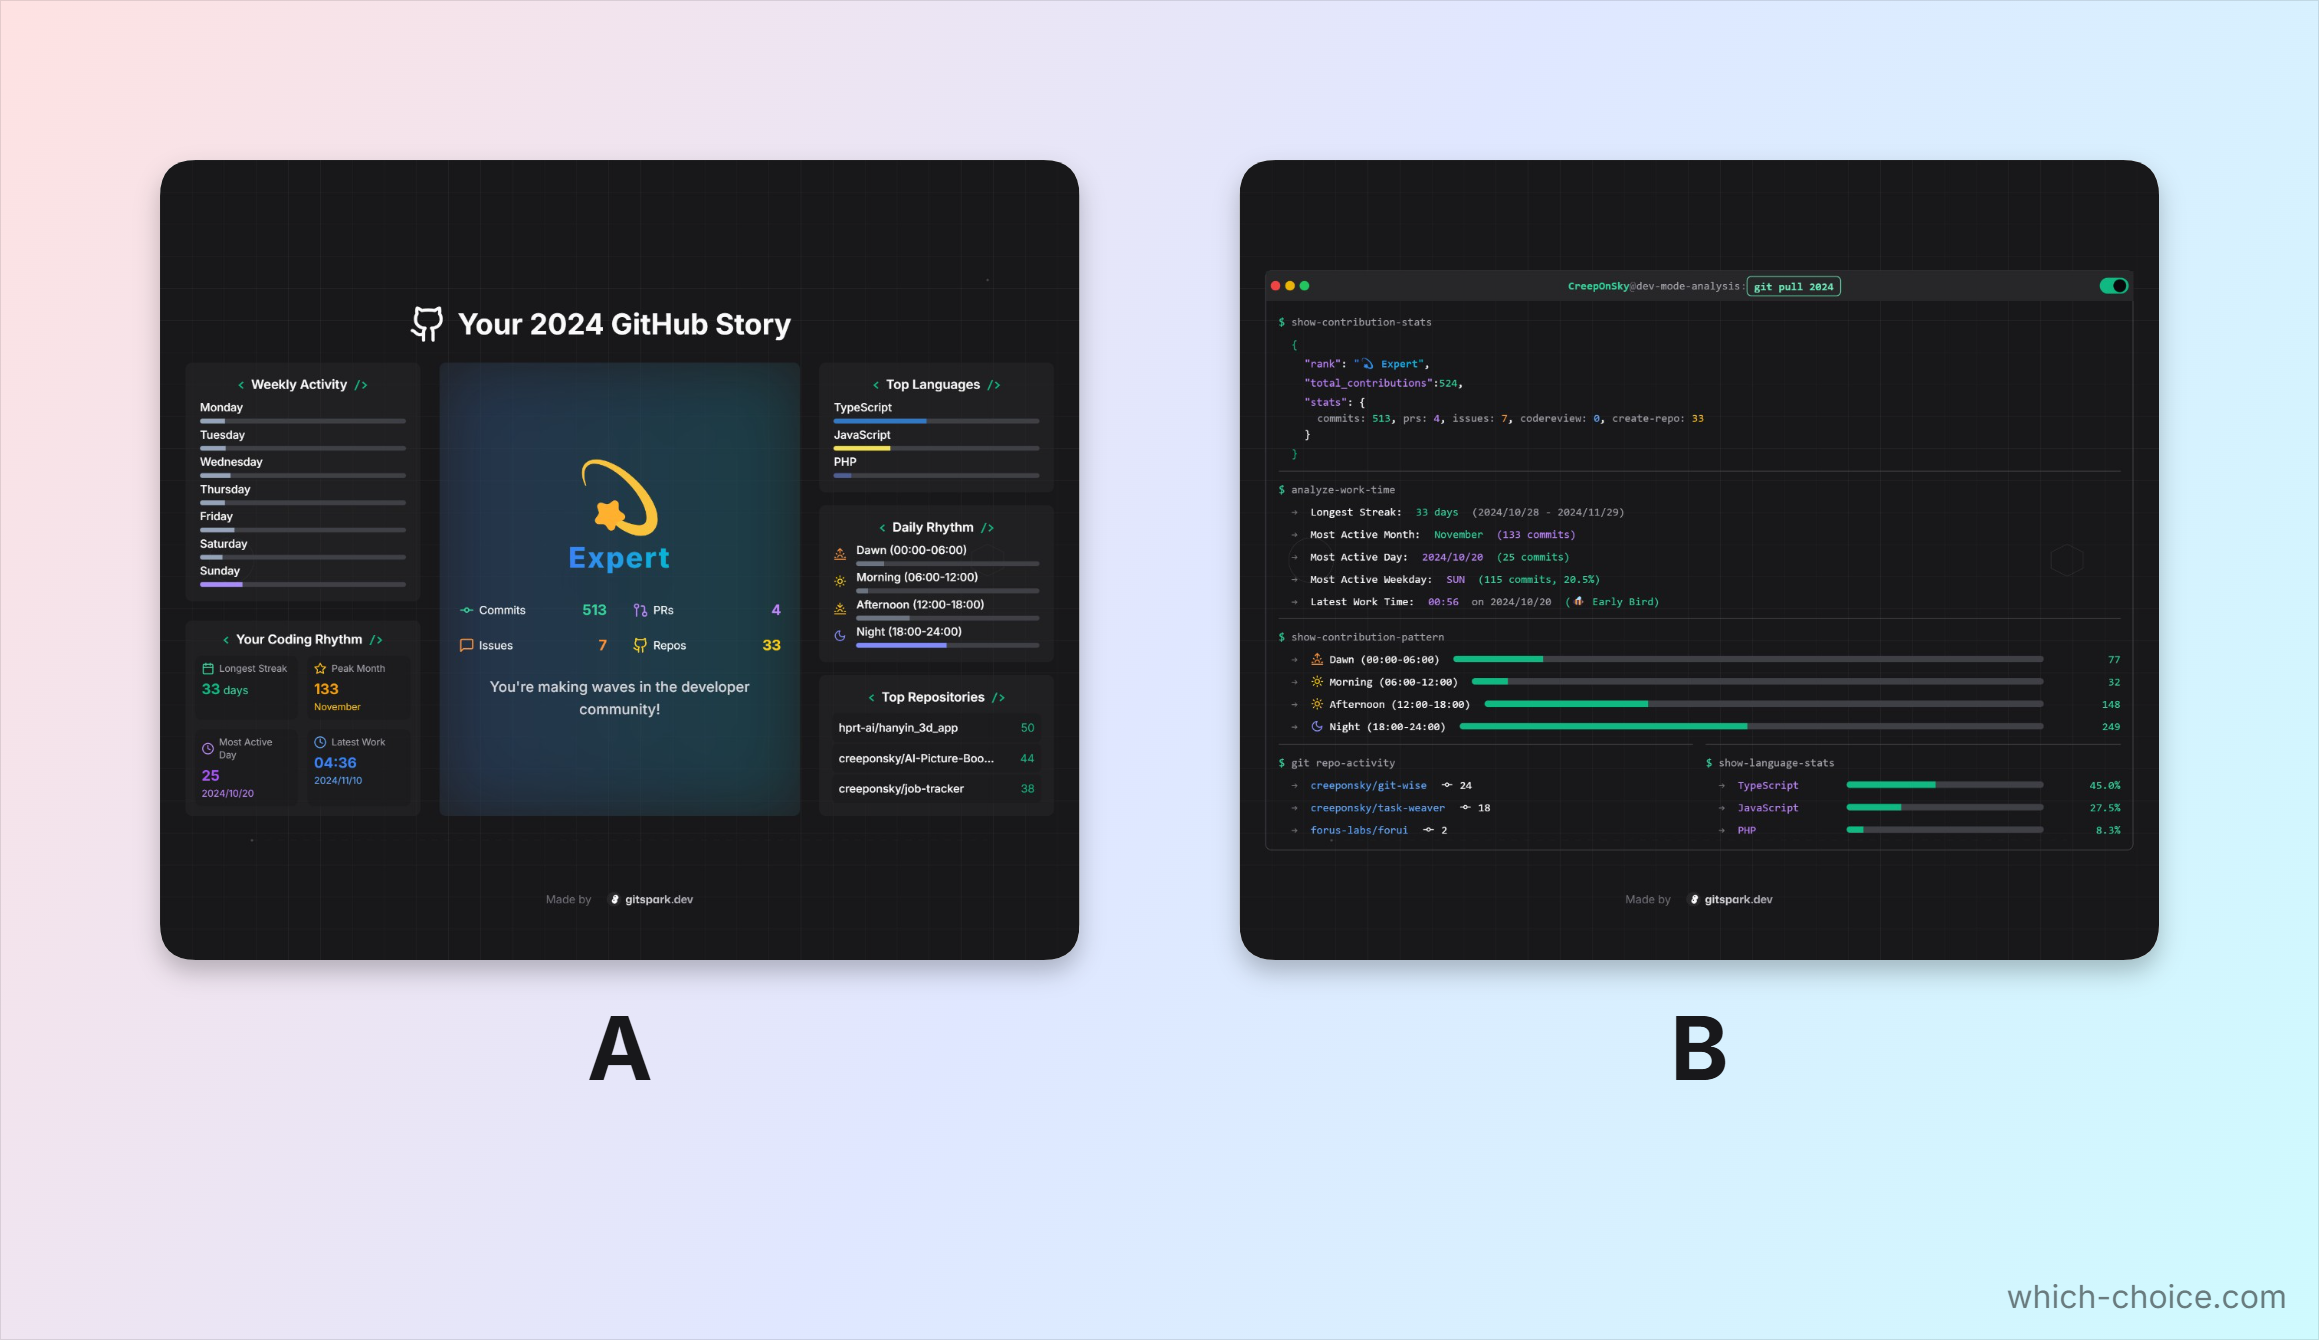 Your 2024 GitHub Story
< Weekly Activity />
Monday
Tuesday
Wednesday
Thursday
Friday
Saturday
Sunday
< Your Coding Rhythm />
Longest Streak
33 days
Peak Month
133
November
Most Active
Day
25
2024/10/20
Latest Work
04:36
2024/11/10
Expert
Commits 513 PRs 4
Issues 7 Repos 33
You're making waves in the developer
community!
< Top Languages />
TypeScript
JavaScript
PHP
< Daily Rhythm />
Dawn (00:00-06:00)
Morning (06:00-12:00)
Afternoon (12:00-18:00)
Night (18:00-24:00)
< Top Repositories />
hprt-ai/hanyin_3d_app 50
creeponsky/AI-Picture-Boo... 44
creeponsky/job-tracker 38
Made by gitspark.dev
A
CreepOnSky@dev-mode-analysis: git pull 2024
$ show-contribution-stats
{
"rank": "Expert",
"total_contributions":524,
"stats": {
commits: 513, prs: 4, issues: 7, codereview: 0, create-repo: 33
}
}
$ analyze-work-time
→ Longest Streak: 33 days (2024/10/28 - 2024/11/29)
→ Most Active Month: November (133 commits)
→ Most Active Day: 2024/10/20 (25 commits)
→ Most Active Weekday: SUN (115 commits, 20.5%)
→ Latest Work Time: 00:56 on 2024/10/20 ( Early Bird)
$ show-contribution-pattern
→ Dawn (00:00-06:00) 77
→ Morning (06:00-12:00) 32
→ Afternoon (12:00-18:00) 148
→ Night (18:00-24:00) 249
$ git repo-activity
→ creeponsky/git-wise 24
→ creeponsky/task-weaver 18
→ forus-labs/forui 2
$ show-language-stats
→ TypeScript 45.0%
→ JavaScript 27.5%
→ PHP 8.3%
Made by gitspark.dev
B
which-choice.com